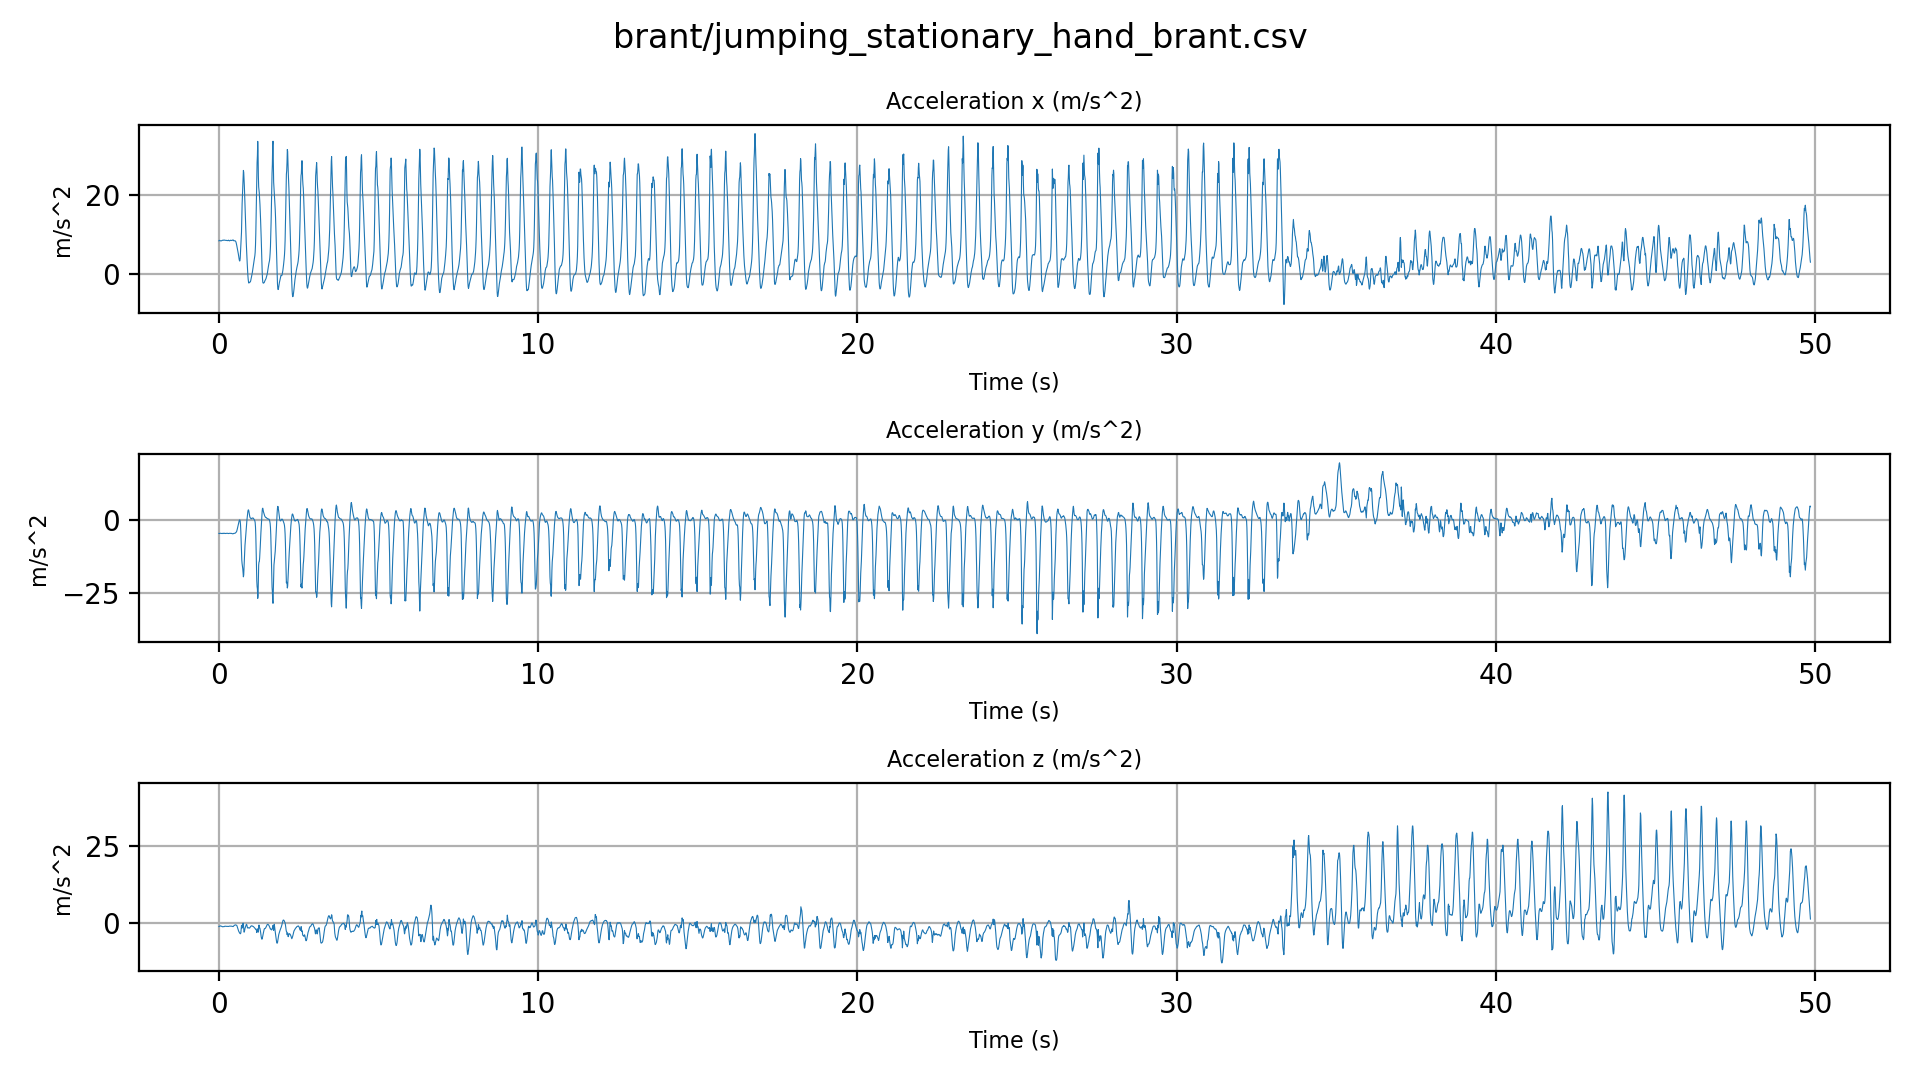 brant/jumping_stationary_hand_brant.csv
Acceleration x (m/s^2)
m/s^2
20
0
0 10 20 30 40 50
Time (s)
Acceleration y (m/s^2)
m/s^2
0
−25
0 10 20 30 40 50
Time (s)
Acceleration z (m/s^2)
m/s^2
25
0
0 10 20 30 40 50
Time (s)